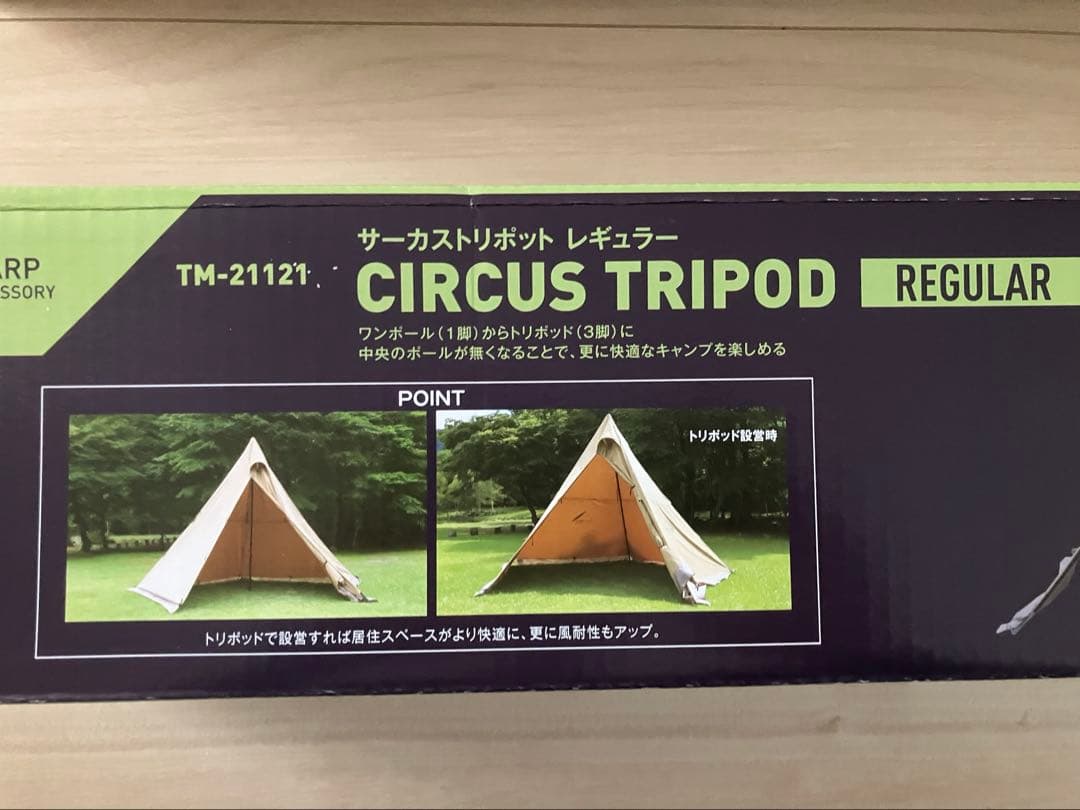 ARP
SSORY
TM-21121
サーカストリポット レギュラー
CIRCUS TRIPOD
REGULAR
ワンポール(1脚)からトリポッド(3脚)に
中央のポールが無くなることで、更に快適なキャンプを楽しめる
POINT
トリポッド設営時
トリポッドで設営すれば居住スペースがより快適に、更に風耐性もアップ。